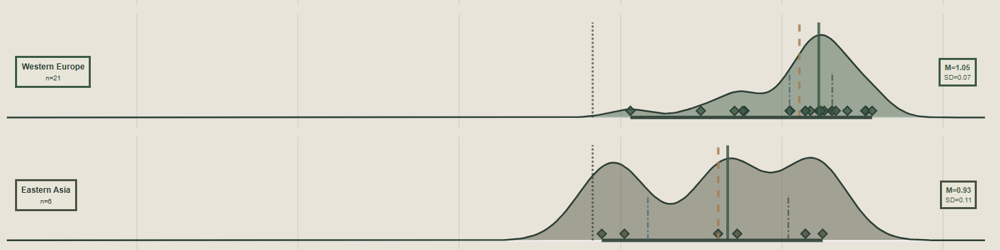 Western Europe
n=21
M=1.05
SD=0.07
Eastern Asia
n=6
M=0.93
SD=0.11